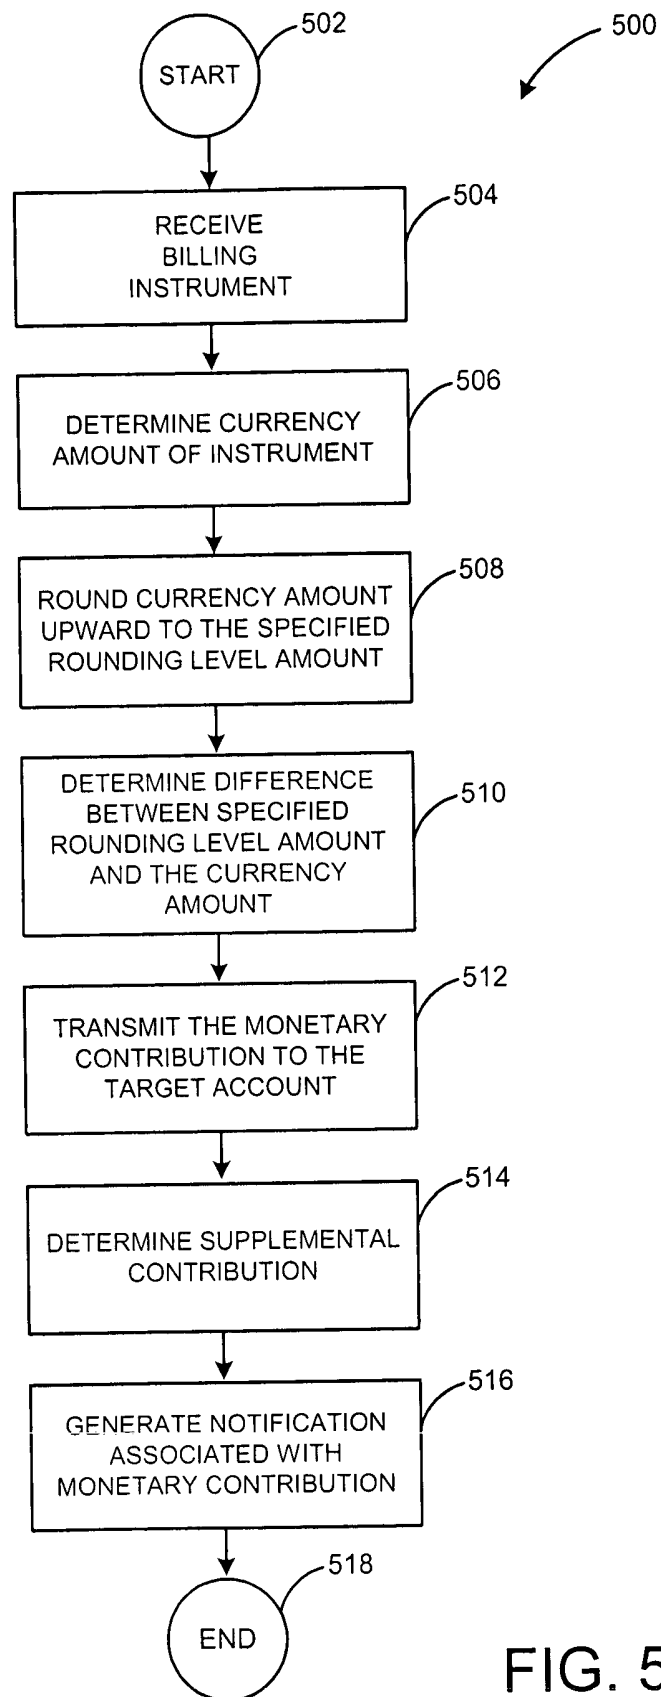 502
500
START
504
RECEIVE
BILLING
INSTRUMENT
506
DETERMINE CURRENCY
AMOUNT OF INSTRUMENT
508
ROUND CURRENCY AMOUNT
UPWARD TO THE SPECIFIED
ROUNDING LEVEL AMOUNT
510
DETERMINE DIFFERENCE
BETWEEN SPECIFIED
ROUNDING LEVEL AMOUNT
AND THE CURRENCY
AMOUNT
512
TRANSMIT THE MONETARY
CONTRIBUTION TO THE
TARGET ACCOUNT
514
DETERMINE SUPPLEMENTAL
CONTRIBUTION
516
GENERATE NOTIFICATION
ASSOCIATED WITH
MONETARY CONTRIBUTION
518
END
FIG. 5